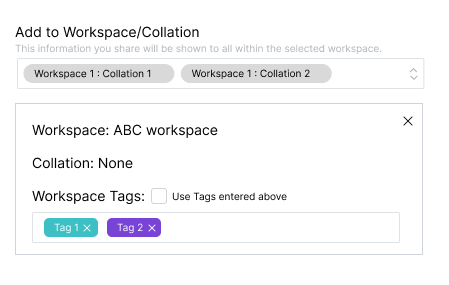 Add to Workspace/Collation
This information you share will be shown to all within the selected workspace.
Workspace 1 : Collation 1 Workspace 1 : Collation 2
Workspace: ABC workspace
Collation: None
Workspace Tags: Use Tags entered above
Tag 1 Tag 2